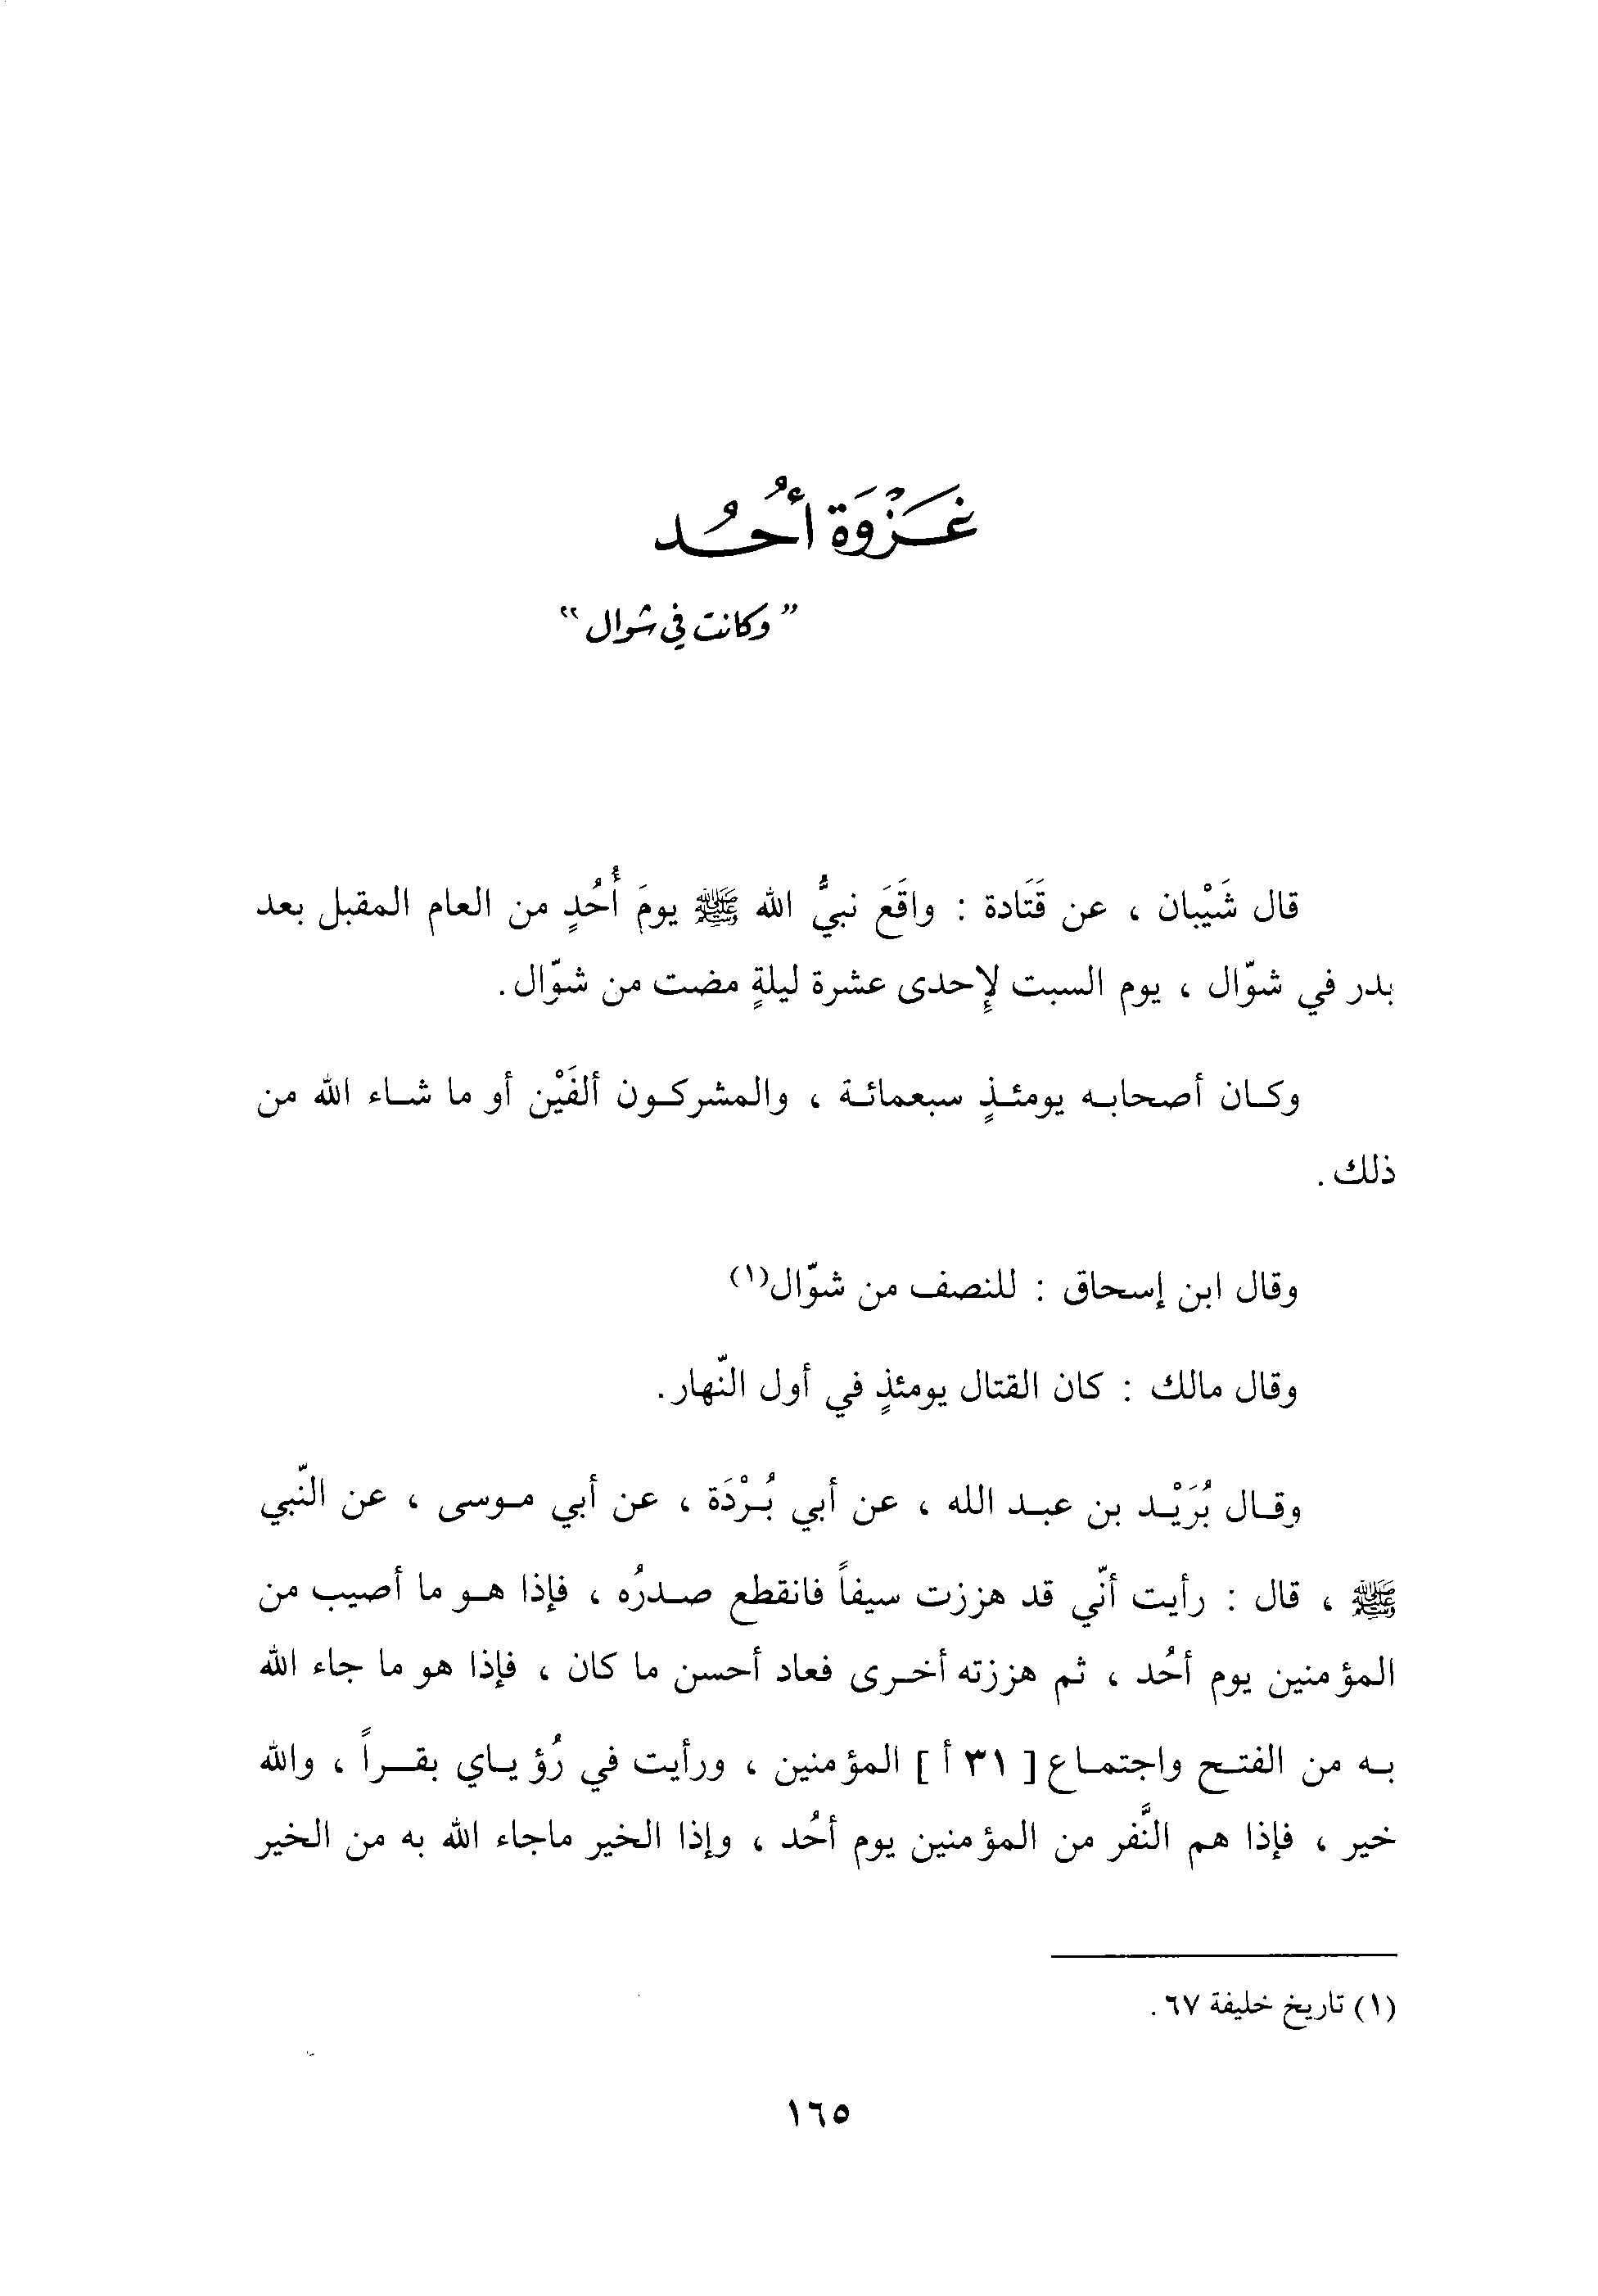 غَزْوَة أُحُد
”وكانت في شوال“
قال شَيْبان ، عن قَتَادة : واقَعَ نبيُّ الله ﷺ يومَ أُحُدٍ من العام المقبل بعد
بدر في شوّال ، يوم السبت لإِحدى عشرة ليلةٍ مضت من شوّال .
وكان أصحابه يومئذٍ سبعمائة ، والمشركون ألفَيْن أو ما شاء الله من
ذلك .
وقال ابن إسحاق : للنصف من شوّال(١)
وقال مالك : كان القتال يومئذٍ في أول النّهار .
وقال بُرَيْد بن عبد الله ، عن أبي بُرْدَة ، عن أبي موسى ، عن النّبي
ﷺ ، قال : رأيت أنّي قد هززت سيفاً فانقطع صدرُه ، فإذا هو ما أصيب من
المؤمنين يوم أحُد ، ثم هززته أخرى فعاد أحسن ما كان ، فإذا هو ما جاء الله
به من الفتح واجتماع [ ٣١ أ ] المؤمنين ، ورأيت في رُؤياي بقراً ، والله
خير ، فإذا هم النَّفر من المؤمنين يوم أحُد ، وإذا الخير ماجاء الله به من الخير
(١) تاريخ خليفة ٦٧ .
١٦٥